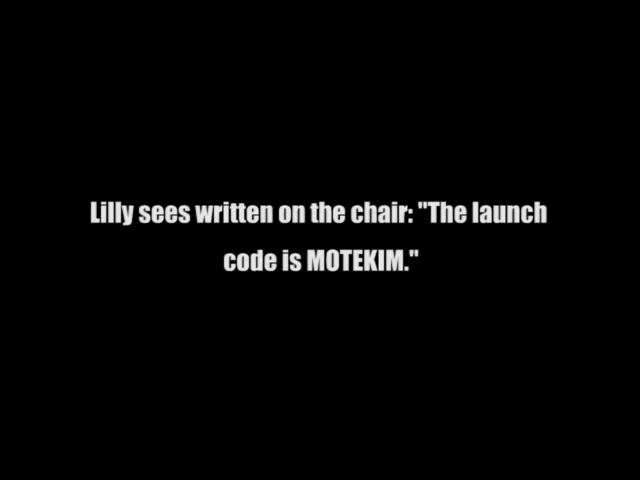 Lilly sees written on the chair: "The launch
code is MOTEKIM."